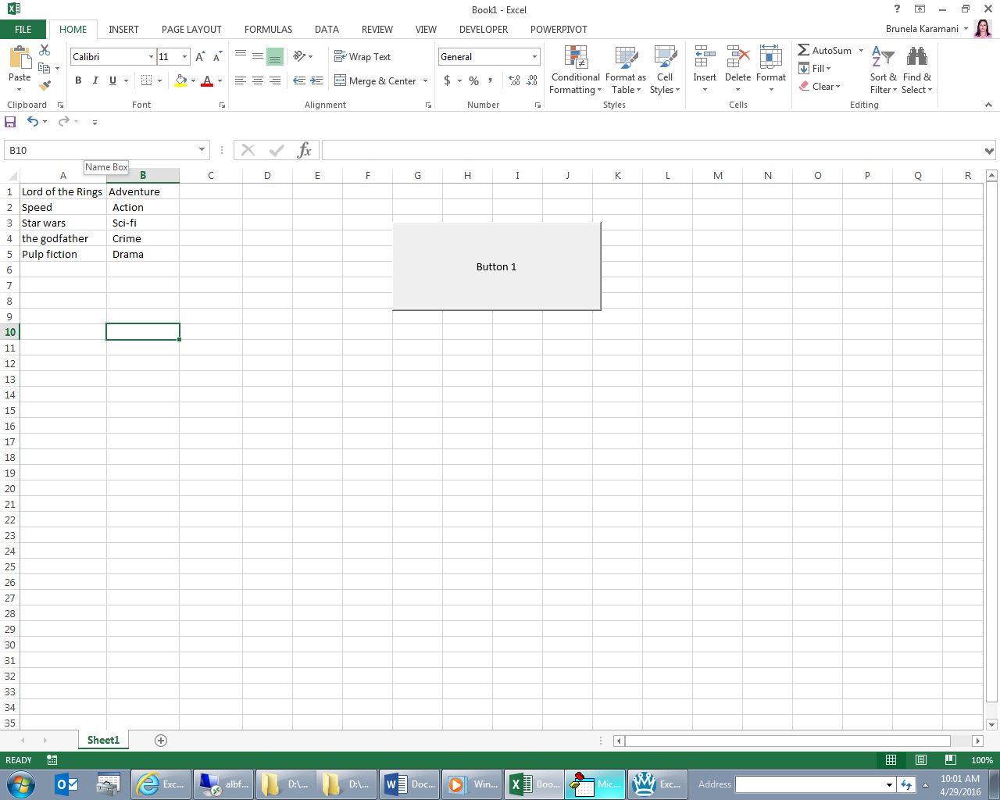 Book1 - Excel
FILE HOME INSERT PAGE LAYOUT FORMULAS DATA REVIEW VIEW DEVELOPER POWERPIVOT Brunela Karamani
Calibri 11 Wrap Text General AutoSum
Paste Conditional Formatting Format as Table Cell Styles Insert Delete Format Fill Sort & Filter Find & Select
B I U Merge & Center $ % , Clear
Clipboard Font Alignment Number Styles Cells Editing
B10 fx
Name Box
A B C D E F G H I J K L M N O P Q R
1 Lord of the Rings Adventure
2 Speed Action
3 Star wars Sci-fi
4 the godfather Crime
5 Pulp fiction Drama
6
7
8
9
10
11
12
13
14
15
16
17
18
19
20
21
22
23
24
25
26
27
28
29
30
31
32
33
34
35
Button 1
Sheet1
READY 100%
Exc... albf... D:\... D:\... Doc... Win... Boo... Mic... Exc... Address 10:01 AM
4/29/2016